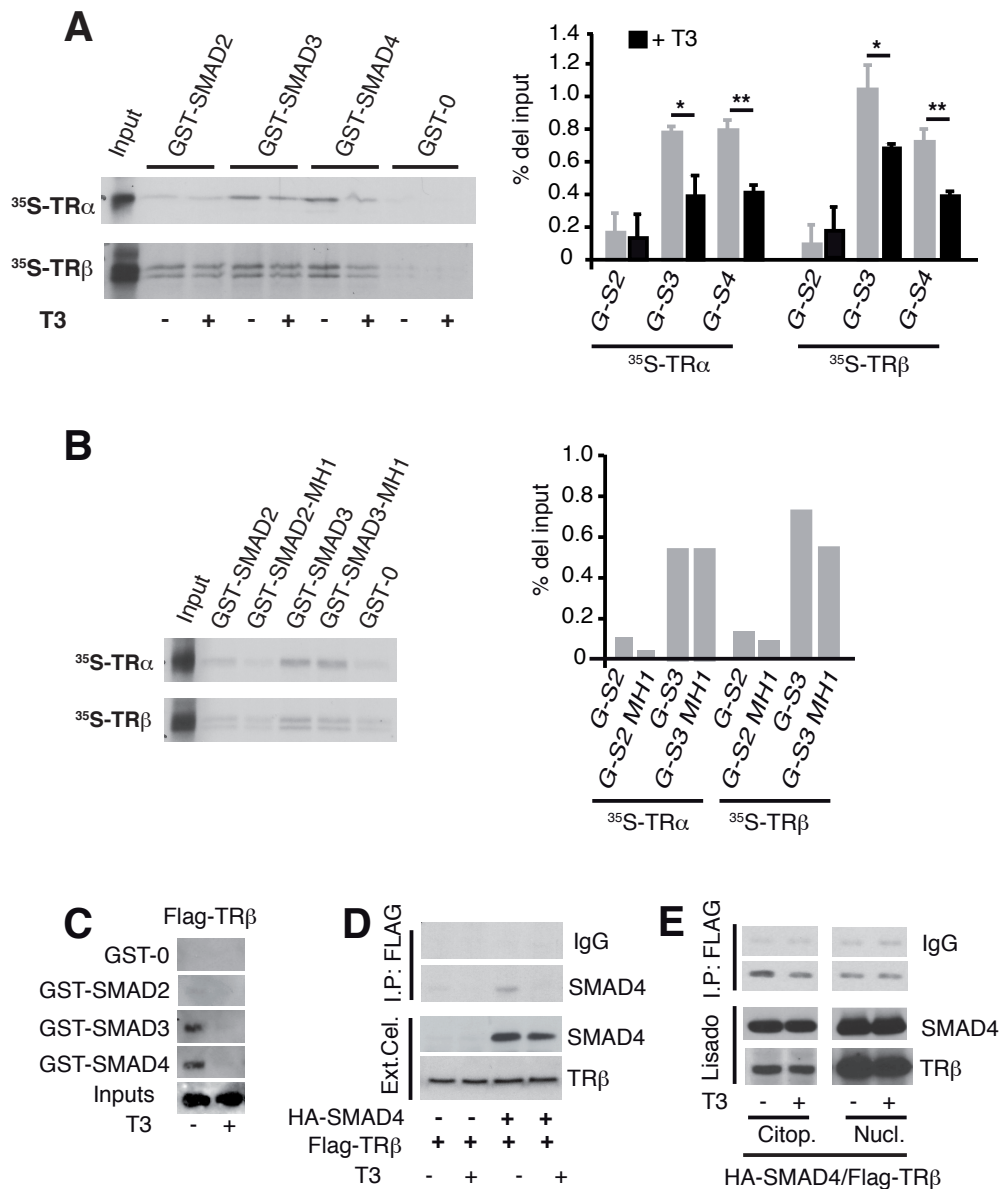 A
Input
GST-SMAD2
GST-SMAD3
GST-SMAD4
GST-0
³⁵S-TRα
³⁵S-TRβ
T3 - + - + - + - +
+ T3
% del input
1.4
1.2
1.0
0.8
0.6
0.4
0.2
0
* ** * **
G-S2 G-S3 G-S4 G-S2 G-S3 G-S4
³⁵S-TRα ³⁵S-TRβ
B
Input
GST-SMAD2
GST-SMAD2-MH1
GST-SMAD3
GST-SMAD3-MH1
GST-0
³⁵S-TRα
³⁵S-TRβ
% del input
1.0
0.8
0.6
0.4
0.2
0
G-S2
G-S2 MH1
G-S3
G-S3 MH1
G-S2
G-S2 MH1
G-S3
G-S3 MH1
³⁵S-TRα ³⁵S-TRβ
C
Flag-TRβ
GST-0
GST-SMAD2
GST-SMAD3
GST-SMAD4
Inputs
T3 - +
D
I.P: FLAG
IgG
SMAD4
Ext.Cel.
SMAD4
TRβ
HA-SMAD4 - - + +
Flag-TRβ + + + +
T3 - + - +
E
I.P: FLAG
IgG
Lisado
SMAD4
TRβ
T3 - + - +
Citop. Nucl.
HA-SMAD4/Flag-TRβ